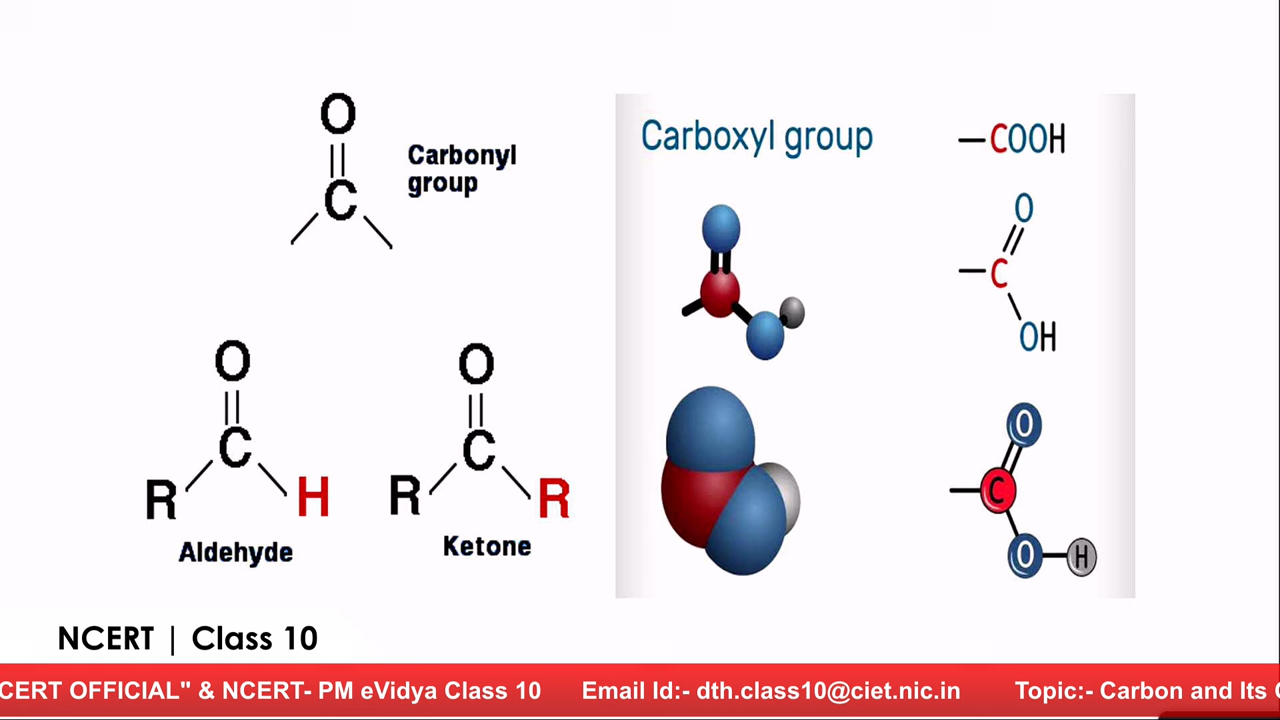 O
C
Carbonyl
group
O
C
R H
Aldehyde
O
C
R R
Ketone
Carboxyl group
–COOH
O
C
OH
O
C
O H
NCERT | Class 10
CERT OFFICIAL" & NCERT- PM eVidya Class 10 Email Id:- dth.class10@ciet.nic.in Topic:- Carbon and Its